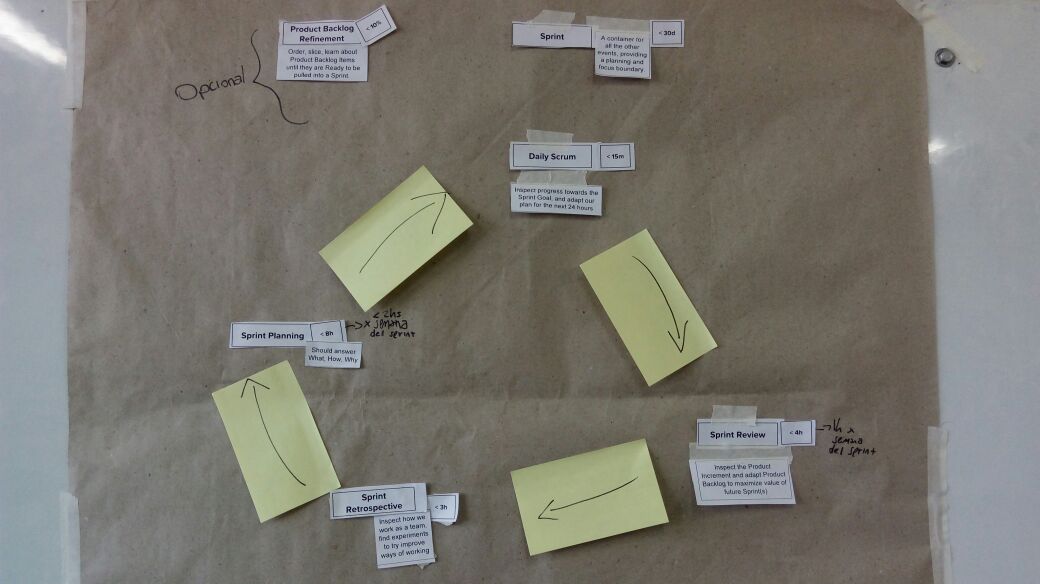 Product Backlog
Refinement
< 10%
Order, slice, learn about
Product Backlog Items
until they are Ready to be
pulled into a Sprint.
Opcional
Sprint
< 30d
A container for
all the other
events, providing
a planning and
focus boundary.
Daily Scrum
< 15m
Inspect progress towards the
Sprint Goal, and adapt our
plan for the next 24 hours
Sprint Planning
< 8h
< 2hs
x semana
del sprint
Should answer
What, How, Why
Sprint Review
< 4h
1h x
semana
del sprint
Inspect the Product
Increment and adapt Product
Backlog to maximize value of
future Sprint(s)
Sprint
Retrospective
< 3h
Inspect how we
work as a team,
find experiments
to try improve
ways of working